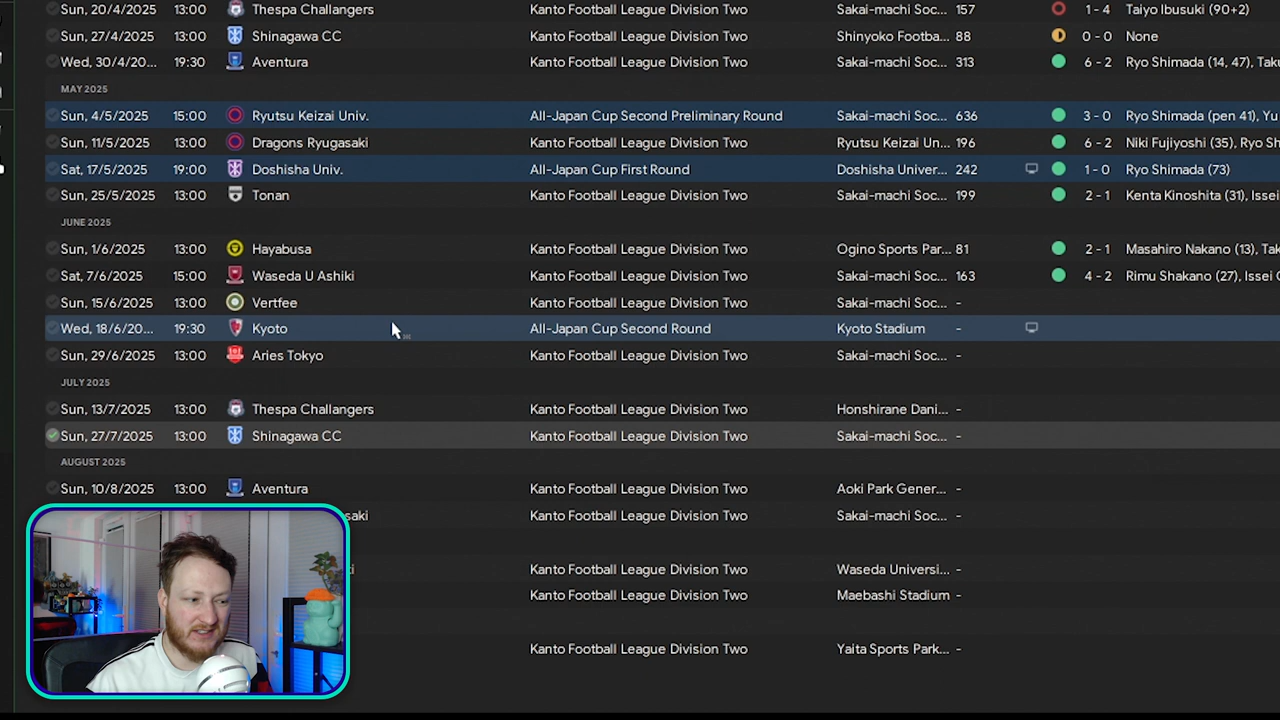 Sun, 20/4/2025 13:00 Thespa Challangers Kanto Football League Division Two Sakai-machi Soc... 157 1 - 4 Taiyo Ibusuki (90+2)
Sun, 27/4/2025 13:00 Shinagawa CC Kanto Football League Division Two Shinyoko Footba... 88 0 - 0 None
Wed, 30/4/20... 19:30 Aventura Kanto Football League Division Two Sakai-machi Soc... 313 6 - 2 Ryo Shimada (14, 47), Taku
MAY 2025
Sun, 4/5/2025 15:00 Ryutsu Keizai Univ. All-Japan Cup Second Preliminary Round Sakai-machi Soc... 636 3 - 0 Ryo Shimada (pen 41), Yu
Sun, 11/5/2025 13:00 Dragons Ryugasaki Kanto Football League Division Two Ryutsu Keizai Un... 196 6 - 2 Niki Fujiyoshi (35), Ryo Sh
Sat, 17/5/2025 19:00 Doshisha Univ. All-Japan Cup First Round Doshisha Univer... 242 1 - 0 Ryo Shimada (73)
Sun, 25/5/2025 13:00 Tonan Kanto Football League Division Two Sakai-machi Soc... 199 2 - 1 Kenta Kinoshita (31), Issei
JUNE 2025
Sun, 1/6/2025 13:00 Hayabusa Kanto Football League Division Two Ogino Sports Par... 81 2 - 1 Masahiro Nakano (13), Tak
Sat, 7/6/2025 15:00 Waseda U Ashiki Kanto Football League Division Two Sakai-machi Soc... 163 4 - 2 Rimu Shakano (27), Issei
Sun, 15/6/2025 13:00 Vertfee Kanto Football League Division Two Sakai-machi Soc... -
Wed, 18/6/20... 19:30 Kyoto All-Japan Cup Second Round Kyoto Stadium -
Sun, 29/6/2025 13:00 Aries Tokyo Kanto Football League Division Two Sakai-machi Soc... -
JULY 2025
Sun, 13/7/2025 13:00 Thespa Challangers Kanto Football League Division Two Honshirane Dani... -
Sun, 27/7/2025 13:00 Shinagawa CC Kanto Football League Division Two Sakai-machi Soc... -
AUGUST 2025
Sun, 10/8/2025 13:00 Aventura Kanto Football League Division Two Aoki Park Gener... -
saki Kanto Football League Division Two Sakai-machi Soc... -
Kanto Football League Division Two Waseda Universi... -
Kanto Football League Division Two Maebashi Stadium -
Kanto Football League Division Two Yaita Sports Park... -